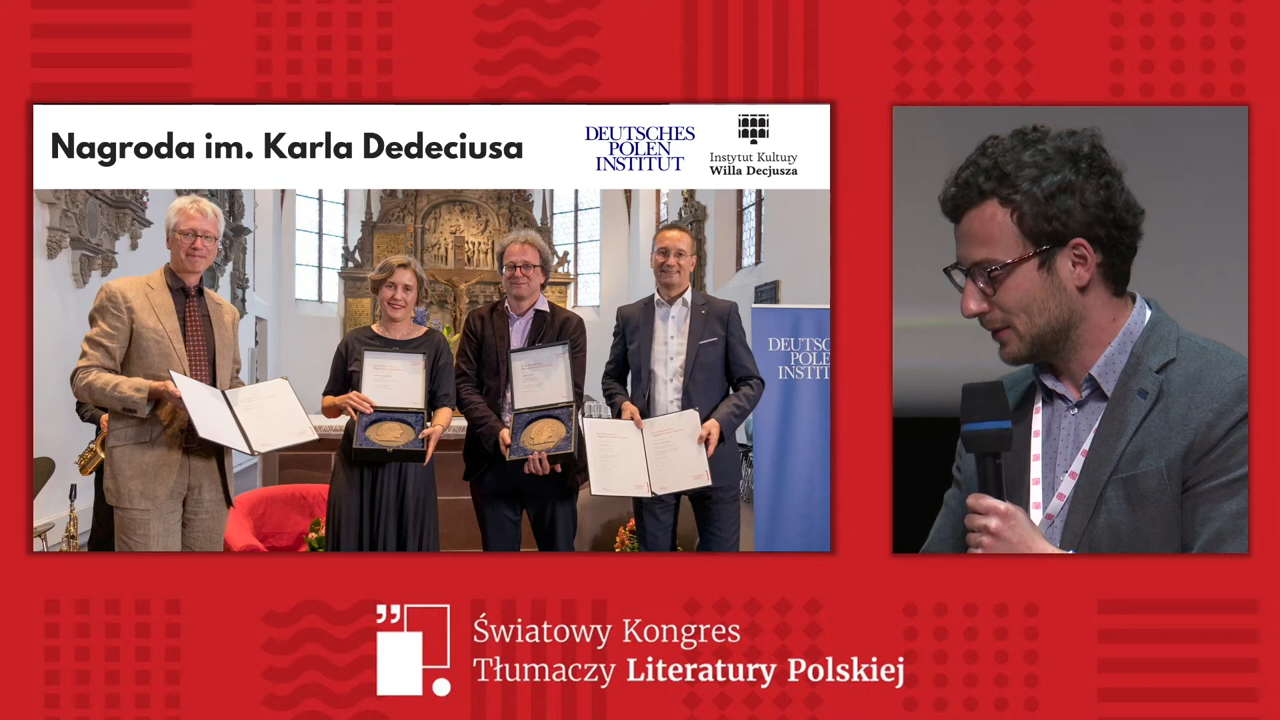 Nagroda im. Karla Dedeciusa
DEUTSCHES
POLEN
INSTITUT
Instytut Kultury
Willa Decjusza
DEUTSC
POLE
INSTIT
Światowy Kongres
Tłumaczy Literatury Polskiej